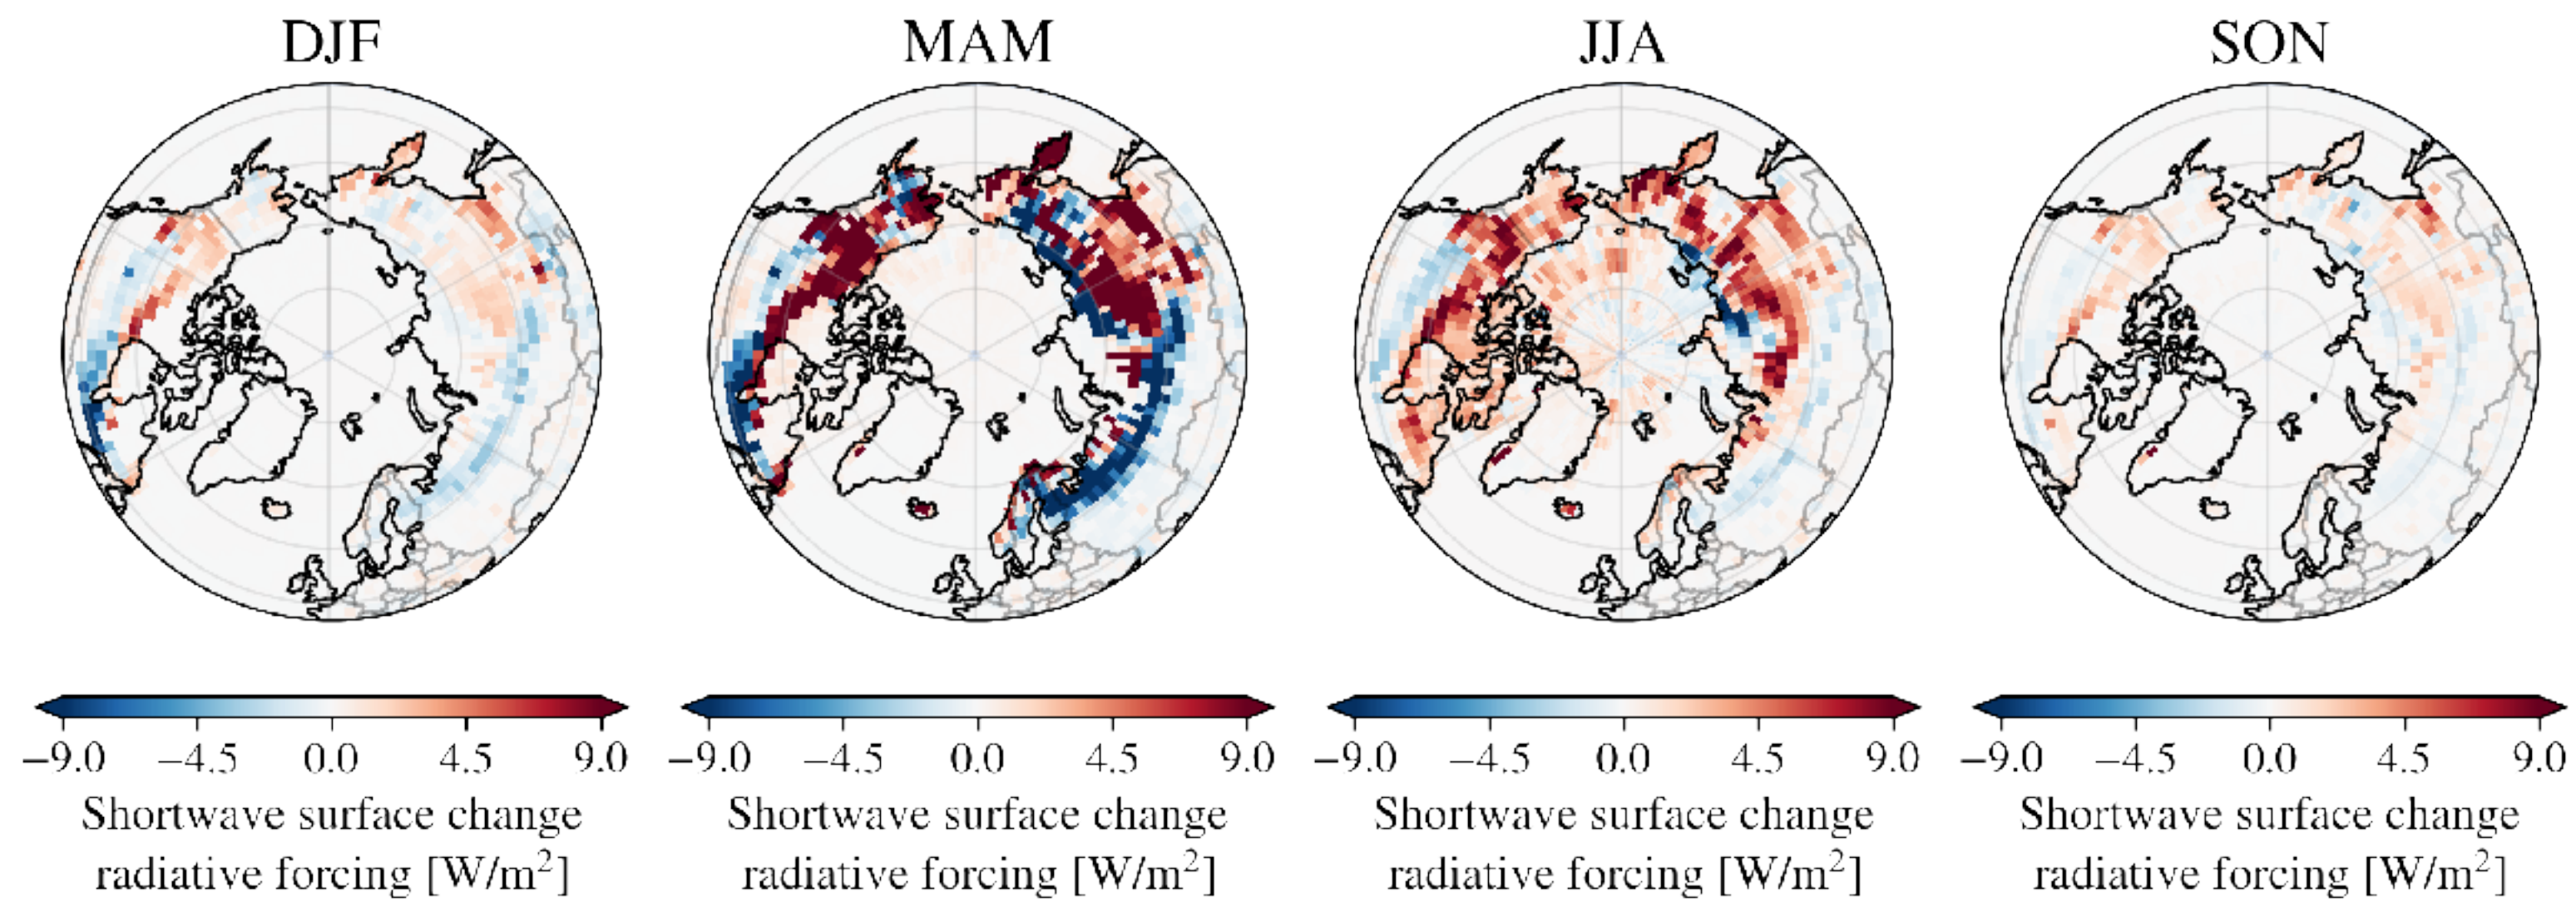 DJF MAM JJA SON
−9.0 −4.5 0.0 4.5 9.0 −9.0 −4.5 0.0 4.5 9.0 −9.0 −4.5 0.0 4.5 9.0 −9.0 −4.5 0.0 4.5 9.0
Shortwave surface change Shortwave surface change Shortwave surface change Shortwave surface change
radiative forcing [W/m²] radiative forcing [W/m²] radiative forcing [W/m²] radiative forcing [W/m²]